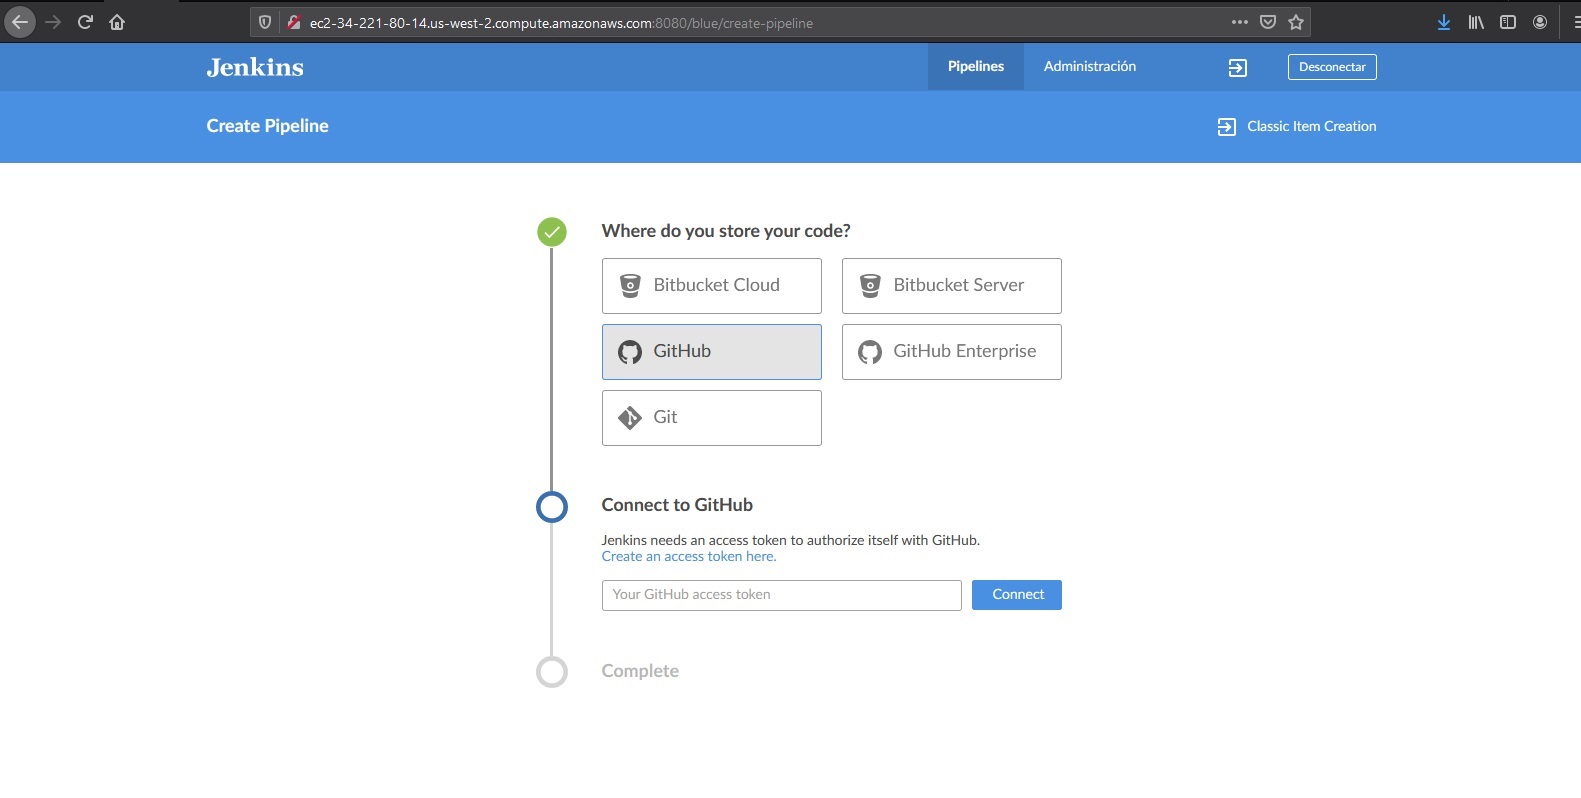 ec2-34-221-80-14.us-west-2.compute.amazonaws.com:8080/blue/create-pipeline
Jenkins
Pipelines
Administración
Desconectar
Create Pipeline
Classic Item Creation
Where do you store your code?
Bitbucket Cloud
Bitbucket Server
GitHub
GitHub Enterprise
Git
Connect to GitHub
Jenkins needs an access token to authorize itself with GitHub.
Create an access token here.
Your GitHub access token
Connect
Complete